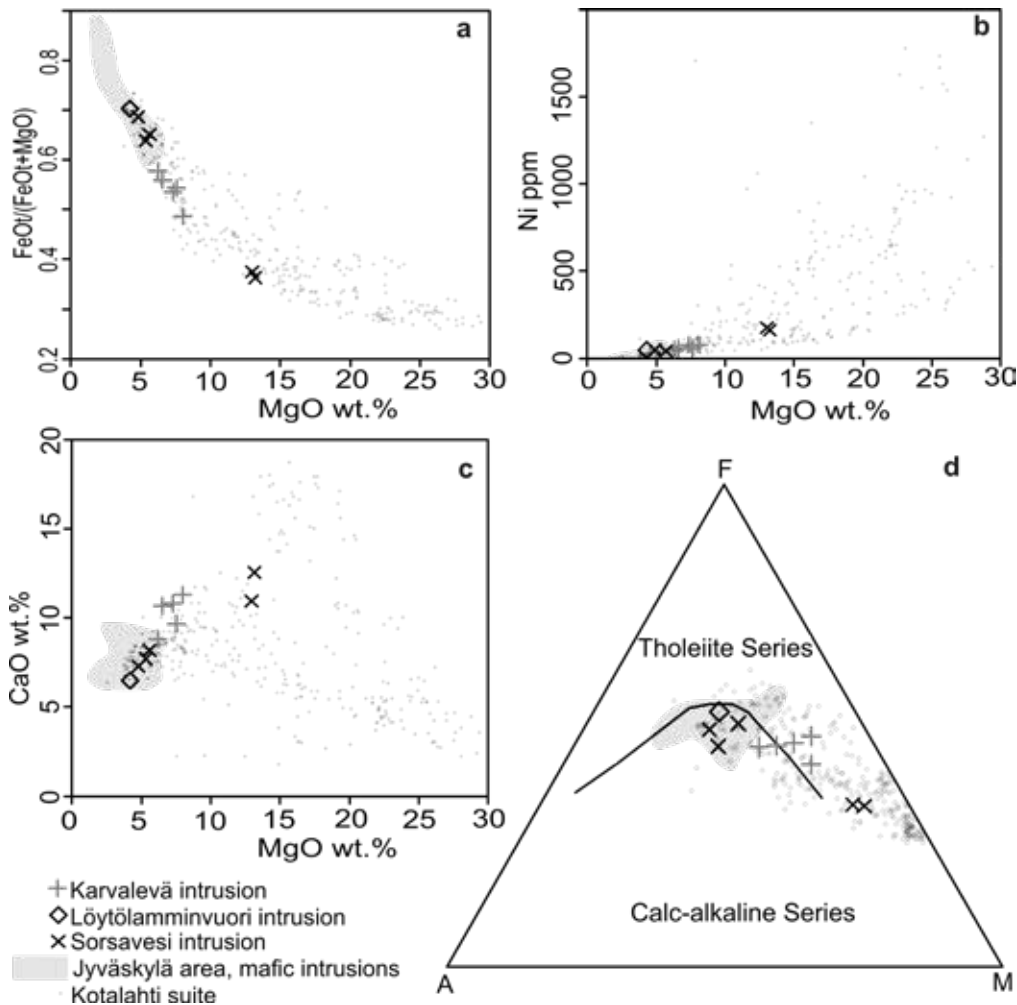 a
FeOt/(FeOt+MgO)
0.8
0.6
0.4
0.2
0 5 10 15 20 25 30
MgO wt.%
b
Ni ppm
1500
1000
500
0
0 5 10 15 20 25 30
MgO wt.%
c
CaO wt.%
20
15
10
5
0
0 5 10 15 20 25 30
MgO wt.%
d
F
Tholeiite Series
Calc-alkaline Series
A M
Karvalevä intrusion
Löytölamminvuori intrusion
Sorsavesi intrusion
Jyväskylä area, mafic intrusions
Kotalahti suite